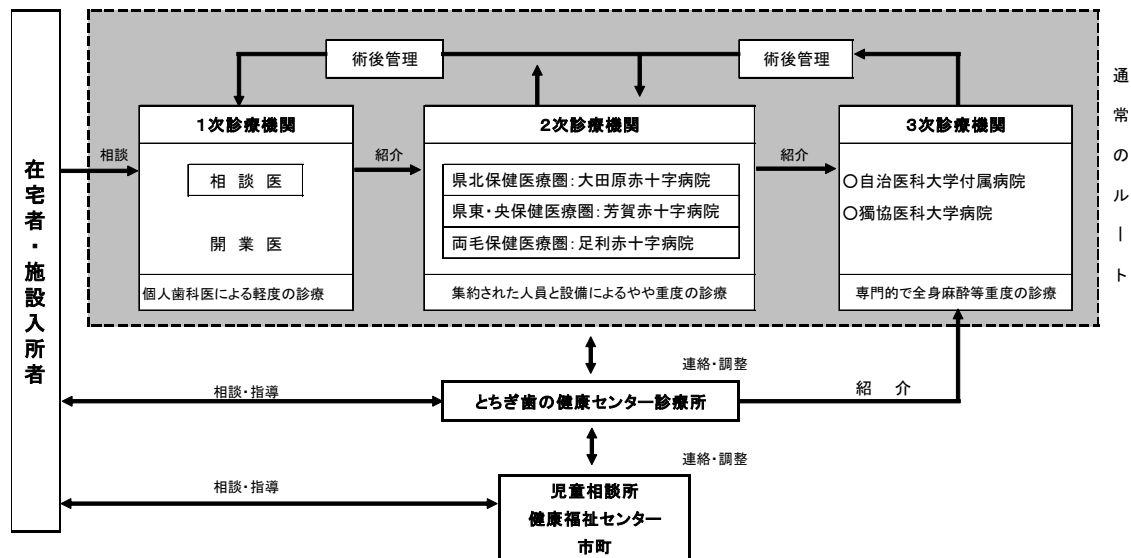 在宅者・施設入所者
術後管理
術後管理
通常のルート
1次診療機関
2次診療機関
3次診療機関
相談
相談医
開業医
個人歯科医による軽度の診療
紹介
県北保健医療圏：大田原赤十字病院
県東・央保健医療圏：芳賀赤十字病院
両毛保健医療圏：足利赤十字病院
集約された人員と設備によるやや重度の診療
紹介
○自治医科大学付属病院
○獨協医科大学病院
専門的で全身麻酔等重度の診療
連絡・調整
相談・指導
とちぎ歯の健康センター診療所
紹介
連絡・調整
相談・指導
児童相談所
健康福祉センター
市町